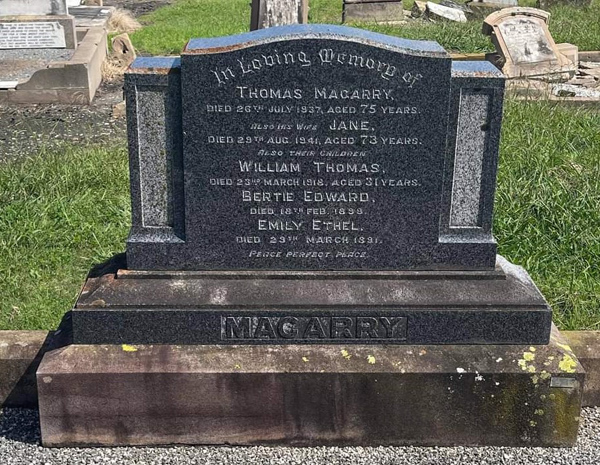 In Loving Memory of
THOMAS MAGARRY,
DIED 26TH JULY 1937, AGED 75 YEARS.
ALSO HIS WIFE JANE,
DIED 29TH AUG. 1941, AGED 73 YEARS.
ALSO THEIR CHILDREN
WILLIAM THOMAS,
DIED 23RD MARCH 1918, AGED 31 YEARS.
BERTIE EDWARD,
DIED 18TH FEB. 1899.
EMILY ETHEL,
DIED 29TH MARCH 1891.
PEACE PERFECT PEACE.
MAGARRY